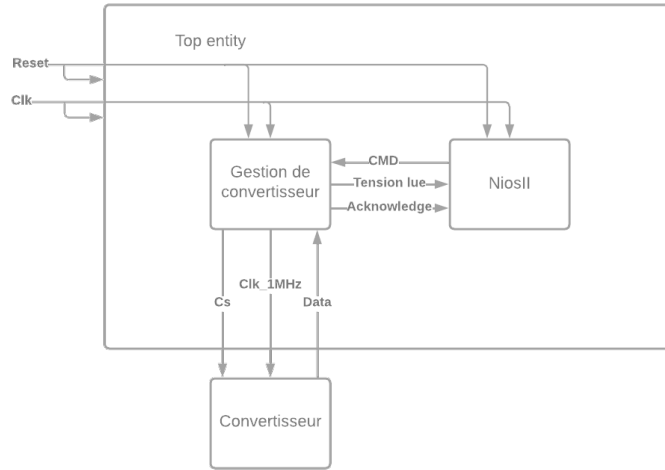 Top entity
Reset
Clk
CMD
Gestion de
convertisseur
Tension lue
NiosII
Acknowledge
Clk_1MHz
Cs
Data
Convertisseur